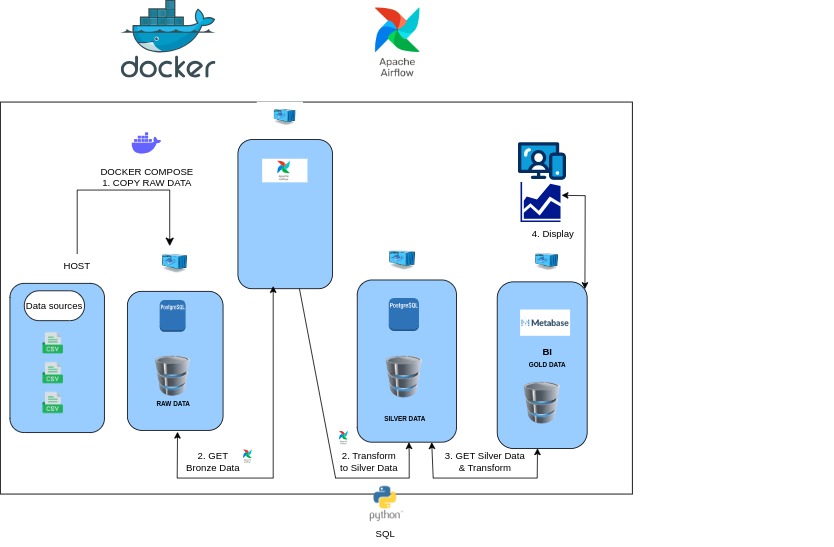 docker
Apache
Airflow
DOCKER COMPOSE
1. COPY RAW DATA
HOST
Data sources
CSV
CSV
CSV
PostgreSQL
RAW DATA
Apache
Airflow
2. GET
Bronze Data
PostgreSQL
SILVER DATA
2. Transform
to Silver Data
3. GET Silver Data
& Transform
4. Display
Metabase
BI
GOLD DATA
python
SQL